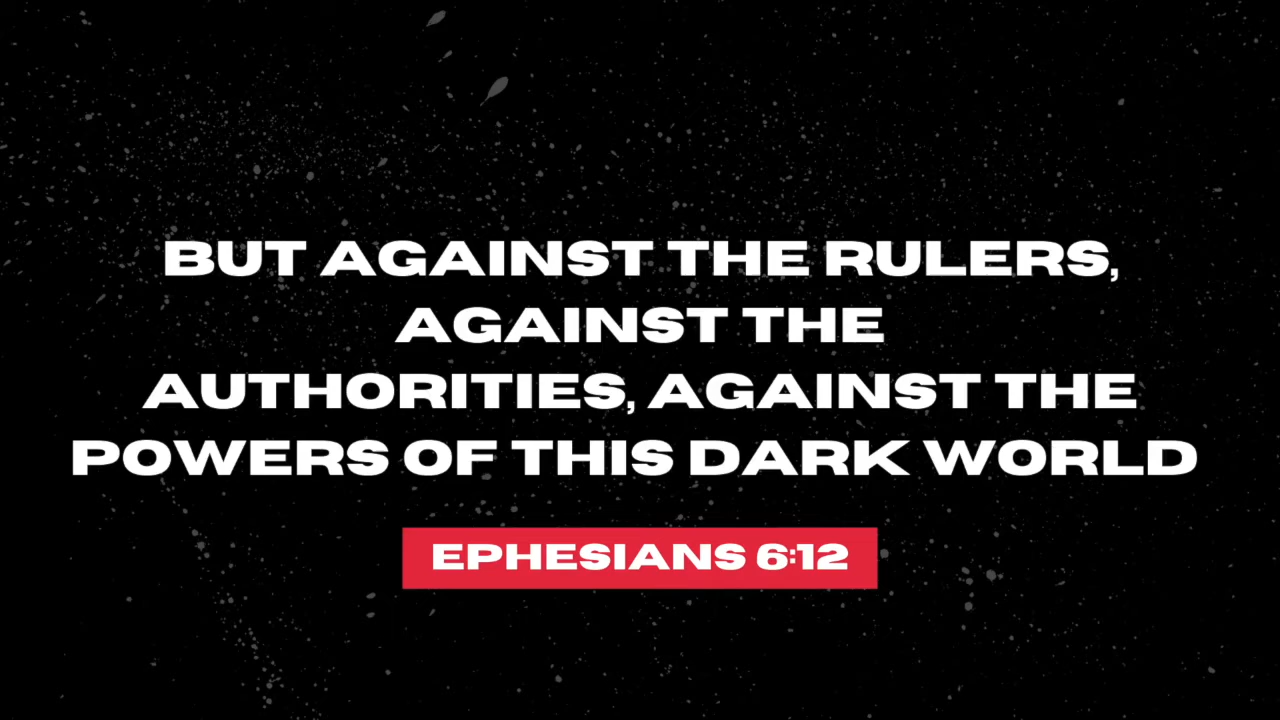 BUT AGAINST THE RULERS,
AGAINST THE
AUTHORITIES, AGAINST THE
POWERS OF THIS DARK WORLD
EPHESIANS 6:12